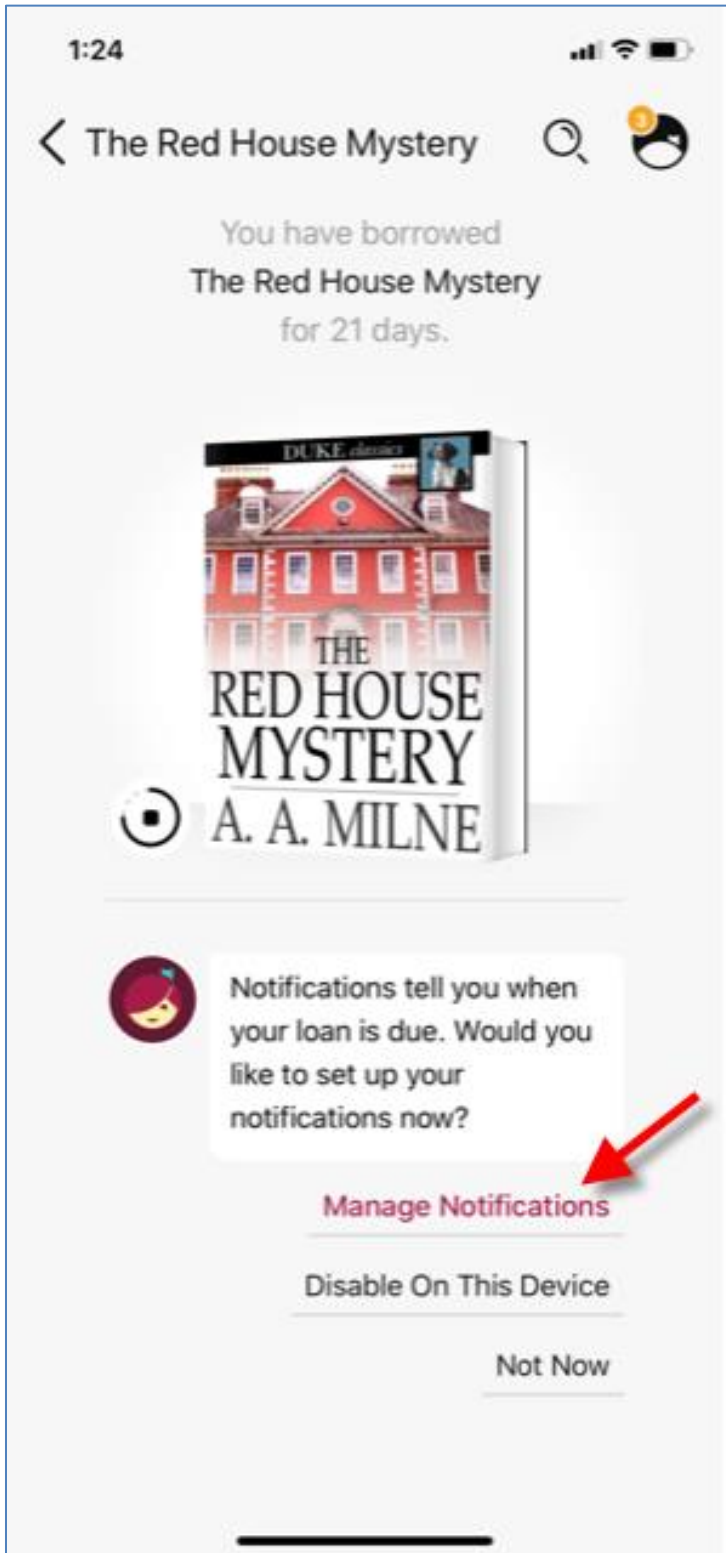 1:24
The Red House Mystery
3
You have borrowed
The Red House Mystery
for 21 days.
DUKE classics
THE
RED HOUSE
MYSTERY
A. A. MILNE
Notifications tell you when
your loan is due. Would you
like to set up your
notifications now?
Manage Notifications
Disable On This Device
Not Now